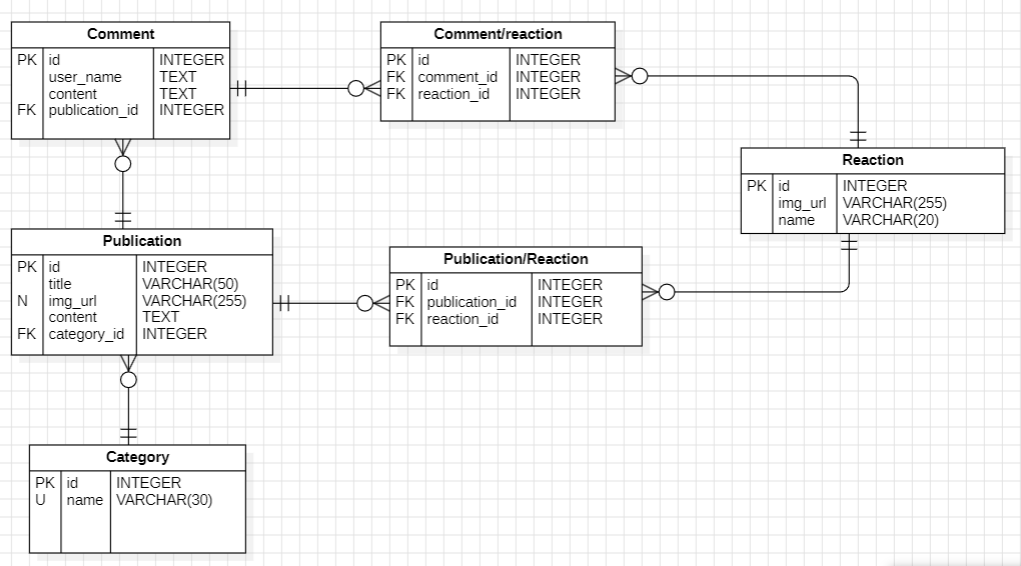 Comment
PK id INTEGER
user_name TEXT
content TEXT
FK publication_id INTEGER
Comment/reaction
PK id INTEGER
FK comment_id INTEGER
FK reaction_id INTEGER
Reaction
PK id INTEGER
img_url VARCHAR(255)
name VARCHAR(20)
Publication
PK id INTEGER
title VARCHAR(50)
N img_url VARCHAR(255)
content TEXT
FK category_id INTEGER
Publication/Reaction
PK id INTEGER
FK publication_id INTEGER
FK reaction_id INTEGER
Category
PK id INTEGER
U name VARCHAR(30)